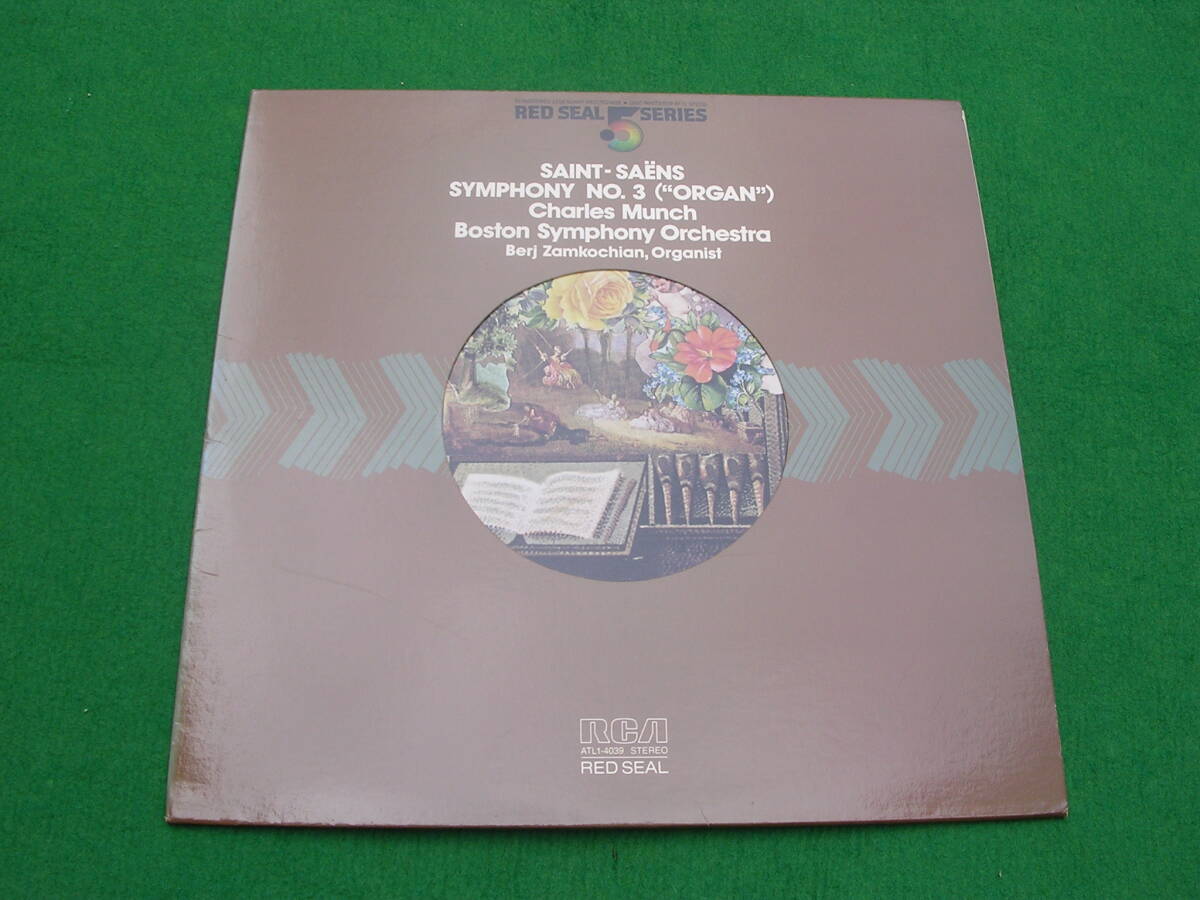 RED SEAL 5 SERIES
SAINT-SAËNS
SYMPHONY NO. 3 ("ORGAN")
Charles Munch
Boston Symphony Orchestra
Berj Zamkochian, Organist
RCA
ATL1-4039 STEREO
RED SEAL